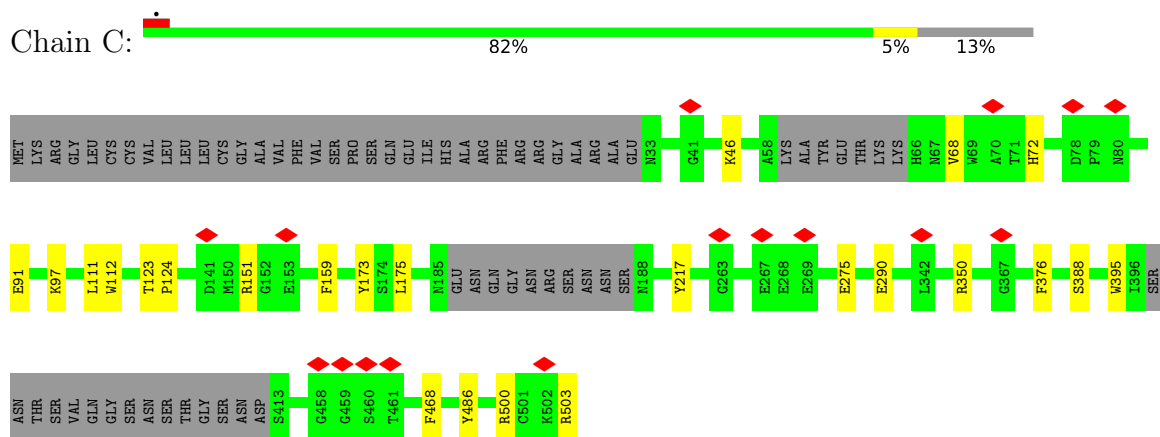 Chain C:
82% 5% 13%
MET LYS ARG GLY LEU CYS CYS VAL LEU LEU LEU CYS GLY ALA VAL PHE VAL SER PRO SER GLN GLU ILE HIS ALA ARG PHE ARG ARG GLY ALA ARG ALA GLU N33 G41 K46 A58 LYS ALA TYR GLU THR LYS LYS H66 N67 V68 W69 A70 T71 H72 D78 P79 N80
E91 K97 L111 W112 T123 P124 D141 M150 R151 G152 E153 F159 Y173 S174 L175 N185 GLU ASN GLN GLY ASN ARG SER ASN ASN SER N188 Y217 G263 E267 E268 E269 E275 E290 L342 R350 G367 F376 S388 W395 I396 SER
ASN THR SER VAL GLN GLY SER ASN SER THR GLY SER ASN ASP S413 G458 G459 S460 T461 F468 Y486 R500 C501 K502 R503